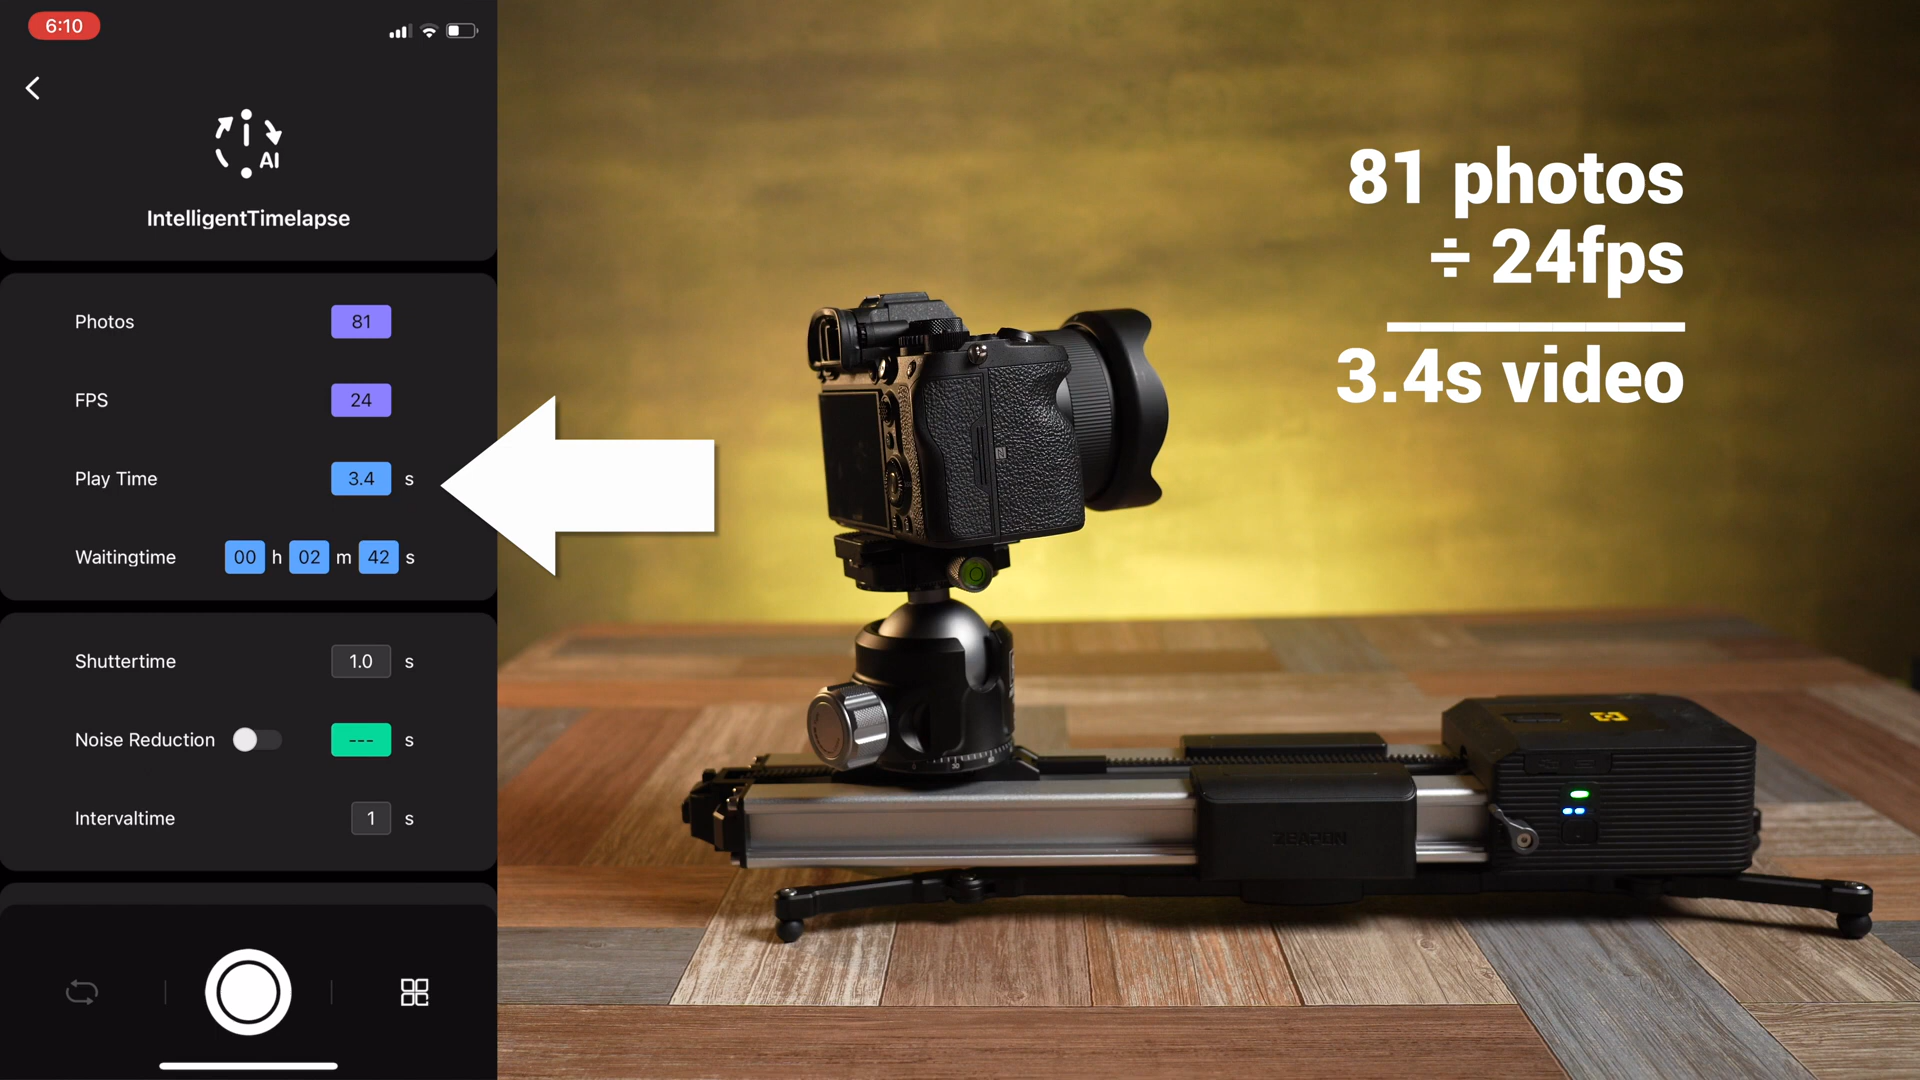 6:10
AI
IntelligentTimelapse
Photos 81
FPS 24
Play Time 3.4 s
Waitingtime 00 h 02 m 42 s
Shuttertime 1.0 s
Noise Reduction --- s
Intervaltime 1 s
81 photos
÷ 24fps
3.4s video
ZEAPON